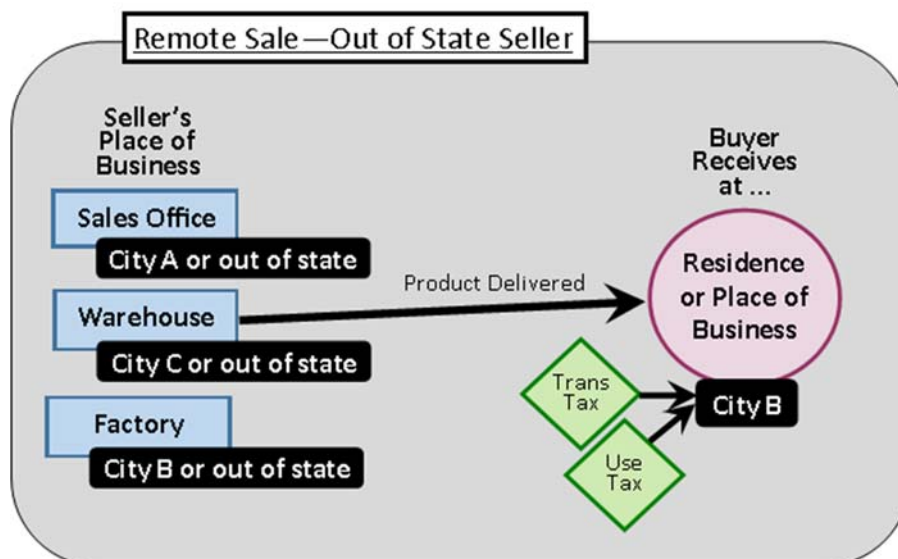 Remote Sale—Out of State Seller
Seller's
Place of
Business
Sales Office
City A or out of state
Warehouse
City C or out of state
Factory
City B or out of state
Product Delivered
Buyer
Receives
at ...
Residence
or Place of
Business
City B
Trans
Tax
Use
Tax